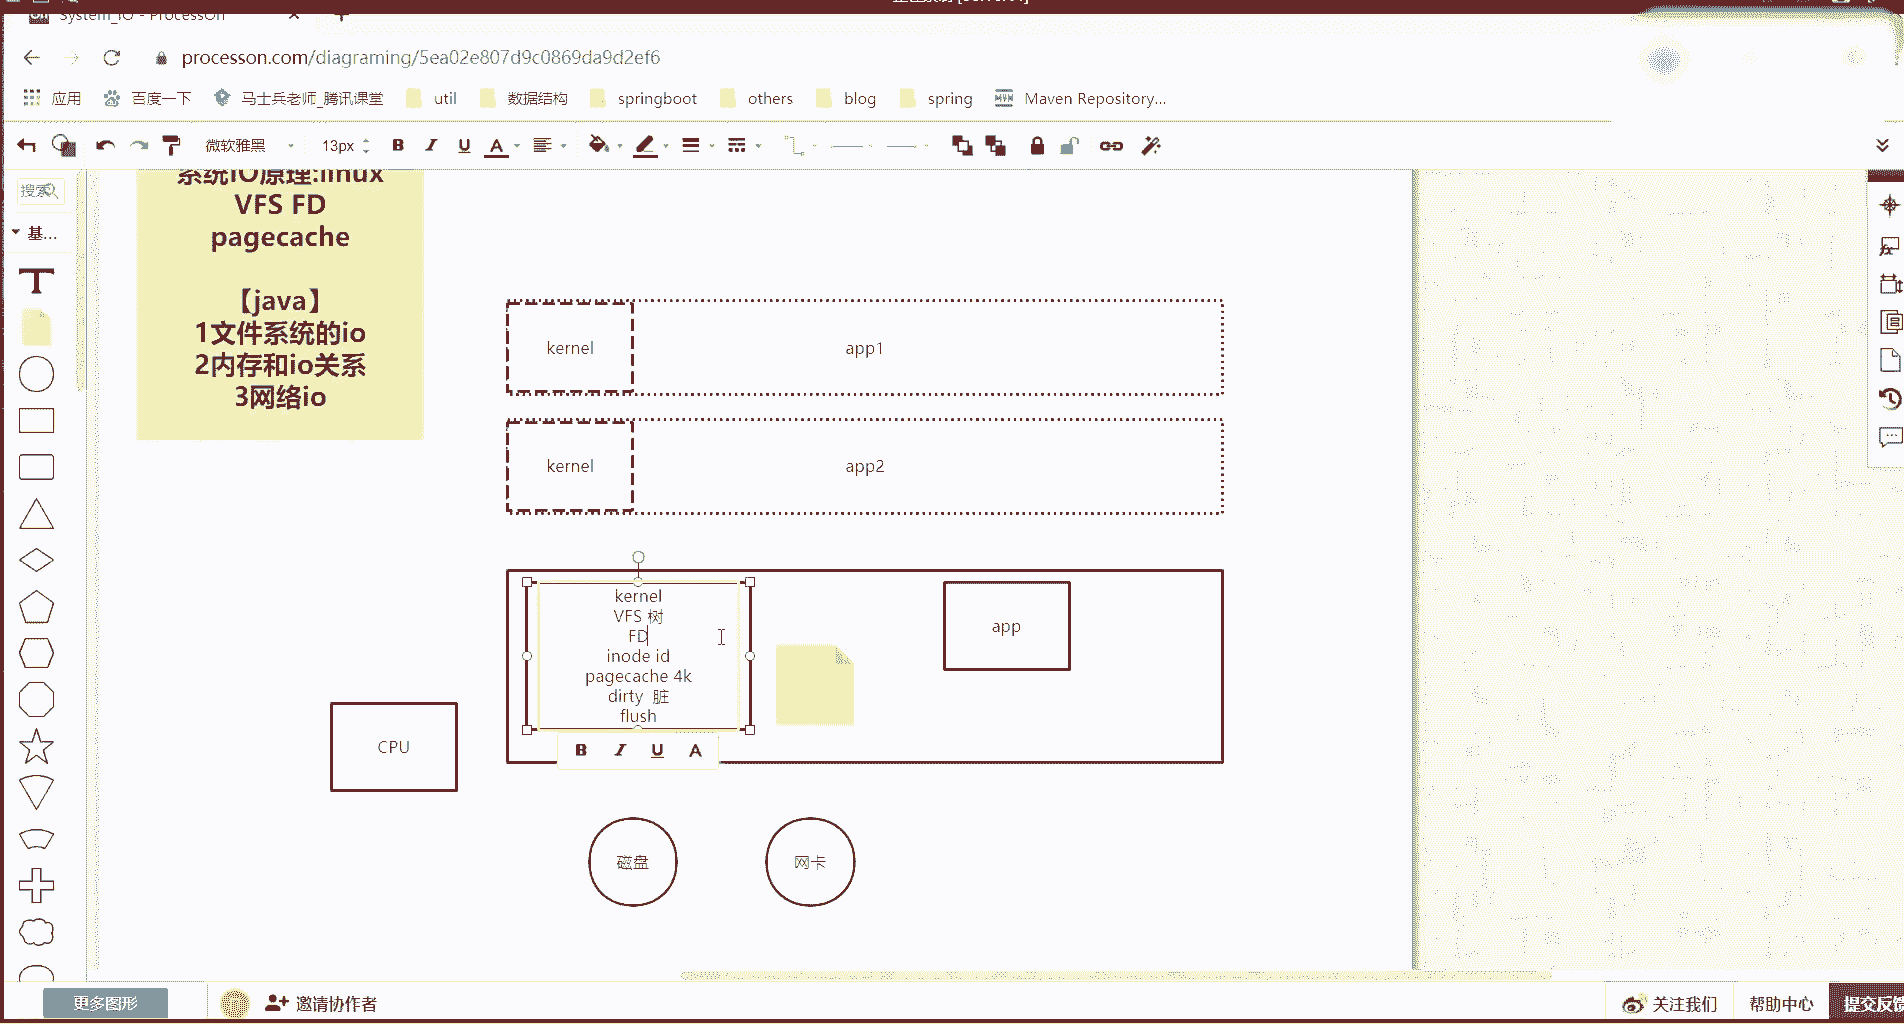 System_IO - ProcessOn
processon.com/diagraming/5ea02e807d9c0869da9d2ef6
应用
百度一下
马士兵老师_腾讯课堂
util
数据结构
springboot
others
blog
spring
Maven Repository...
微软雅黑
13px
B
I
U
A
搜索
基...
系统IO原理:linux
VFS FD
pagecache
【java】
1文件系统的io
2内存和io关系
3网络io
kernel
app1
kernel
app2
kernel
VFS 树
FD
inode id
pagecache 4k
dirty 脏
flush
app
B I U A
CPU
磁盘
网卡
更多图形
邀请协作者
关注我们
帮助中心
提交反馈